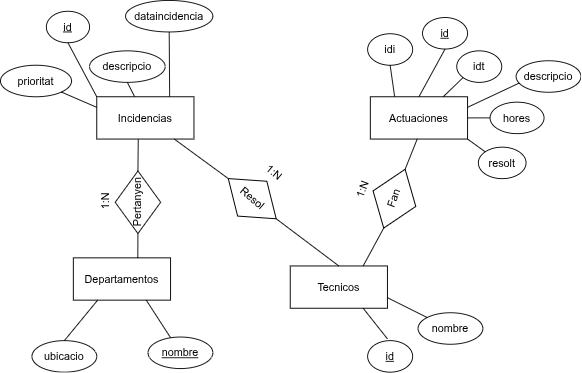 dataincidencia
id
id
idi
descripcio
idt
prioritat
descripcio
Incidencias
Actuaciones
hores
resolt
1:N
1:N
1:N
Pertanyen
Resol
Fan
Departamentos
Tecnicos
nombre
ubicacio
nombre
id